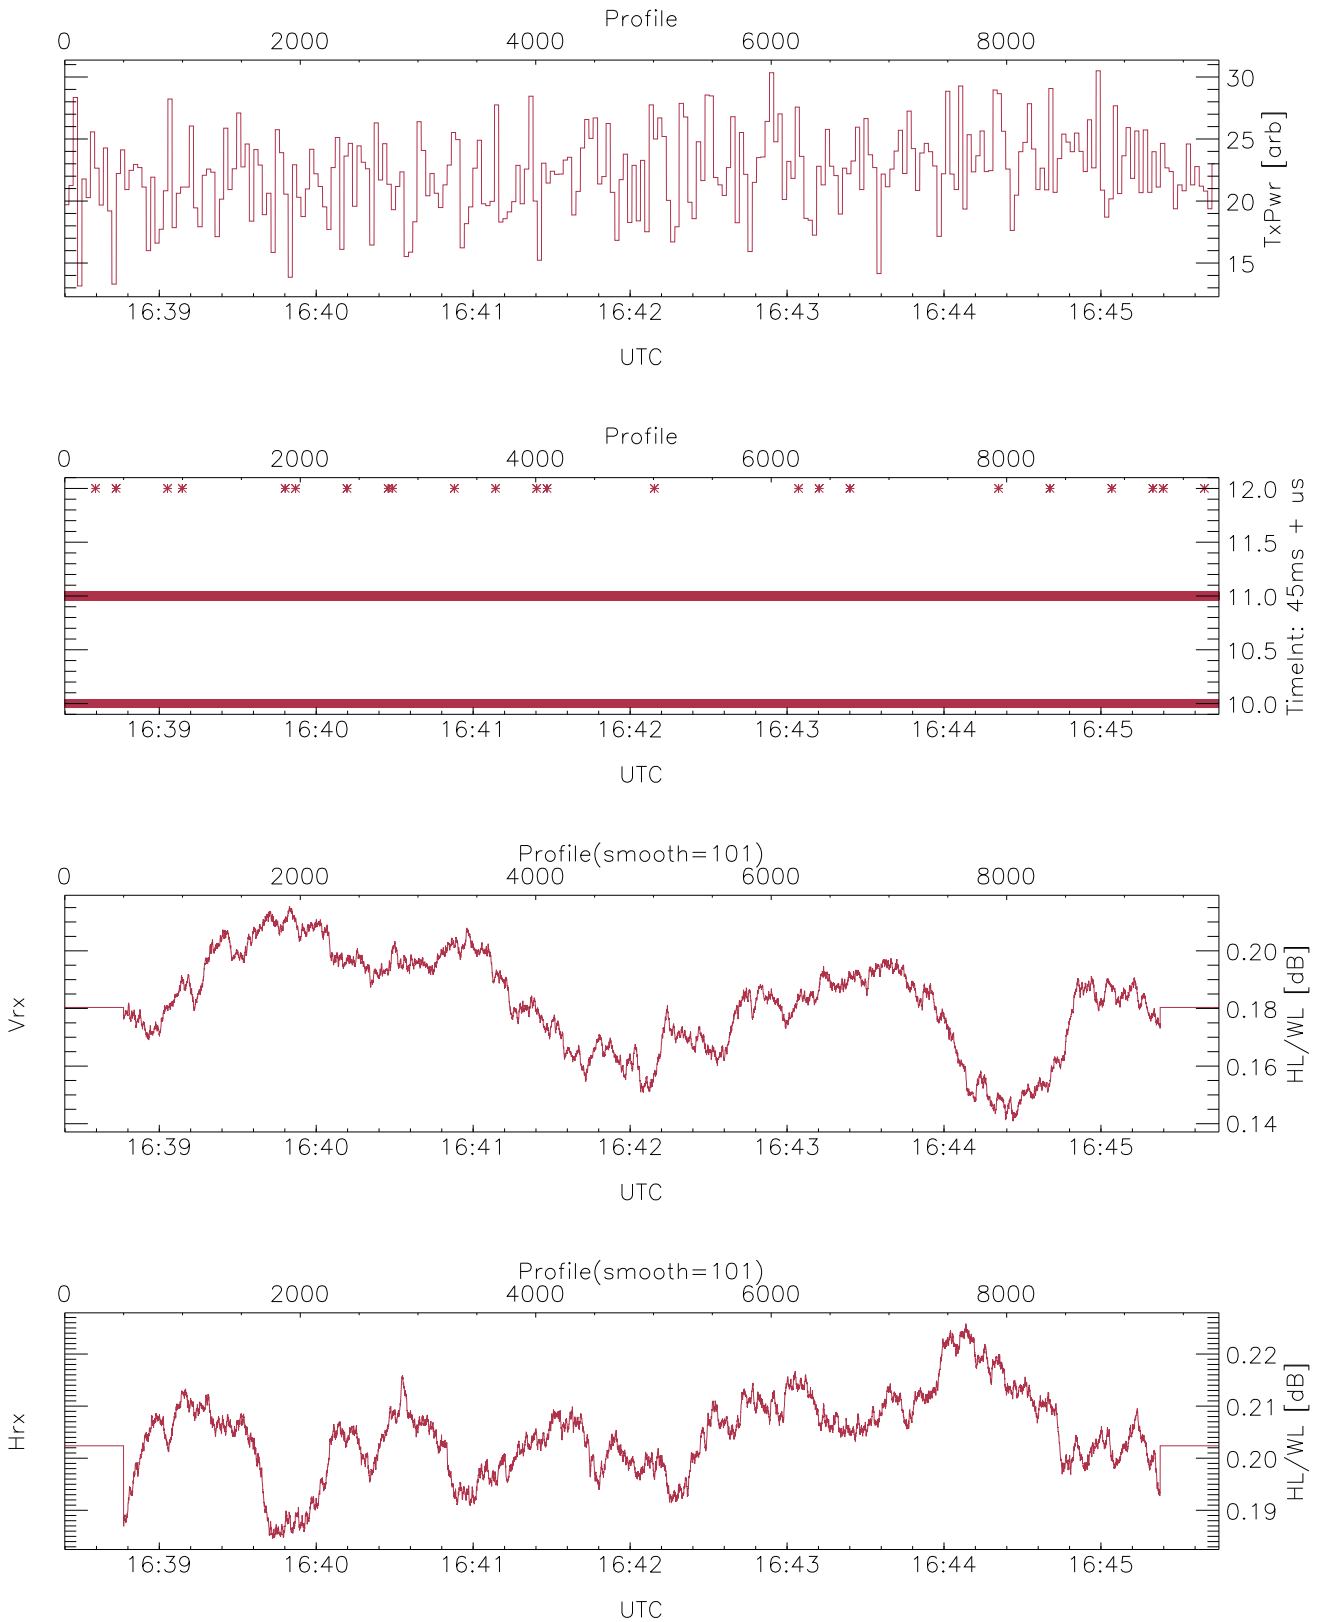 Profile
0 2000 4000 6000 8000
30
25
20
15
TxPwr [arb]
16:39 16:40 16:41 16:42 16:43 16:44 16:45
UTC
Profile
0 2000 4000 6000 8000
12.0
11.5
11.0
10.5
10.0
TimeInt: 45ms + us
16:39 16:40 16:41 16:42 16:43 16:44 16:45
UTC
Profile(smooth=101)
0 2000 4000 6000 8000
Vrx
0.20
0.18
0.16
0.14
HL/WL [dB]
16:39 16:40 16:41 16:42 16:43 16:44 16:45
UTC
Profile(smooth=101)
0 2000 4000 6000 8000
Hrx
0.22
0.21
0.20
0.19
HL/WL [dB]
16:39 16:40 16:41 16:42 16:43 16:44 16:45
UTC